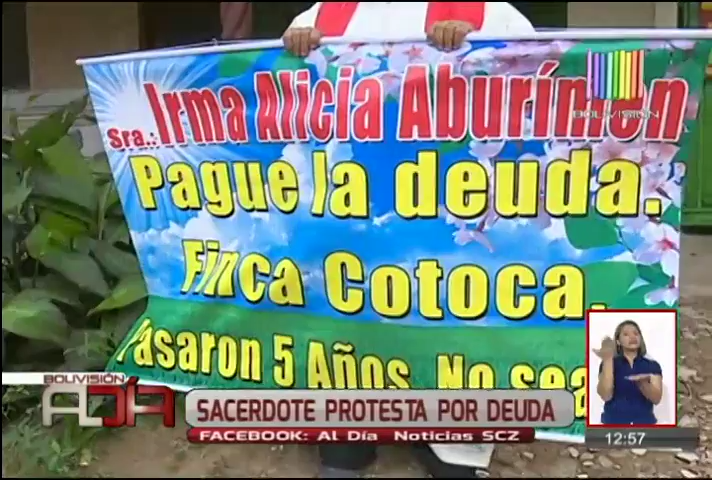 BOLIVISIÓN
Sra.: Irma Alicia Aburímon
Pague la deuda.
Finca Cotoca.
Pasaron 5 Años. No sea
BOLIVISIÓN
AL DÍA
SACERDOTE PROTESTA POR DEUDA
FACEBOOK: Al Día Noticias SCZ
12:57